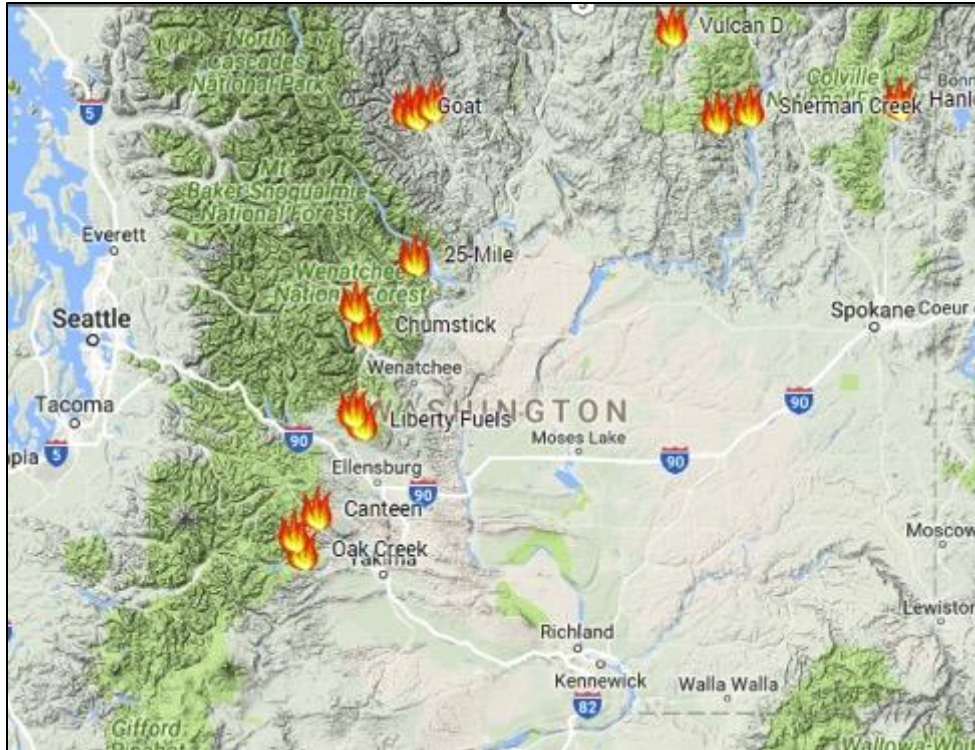 Vulcan D
North
Cascades
National Park
Colville
Bonn
Goat
Sherman Creek
Hanl
5
Mt
Baker Snoqualmie
National Forest
Everett
25-Mile
Wenatchee
National Forest
Seattle
Chumstick
Spokane
Coeur
Wenatchee
Tacoma
WASHINGTON
Liberty Fuels
90
90
Moses Lake
5
pia
90
Ellensburg
90
Canteen
Moscow
Oak Creek
Yakima
Lewiston
Richland
Kennewick
Walla Walla
82
Gifford